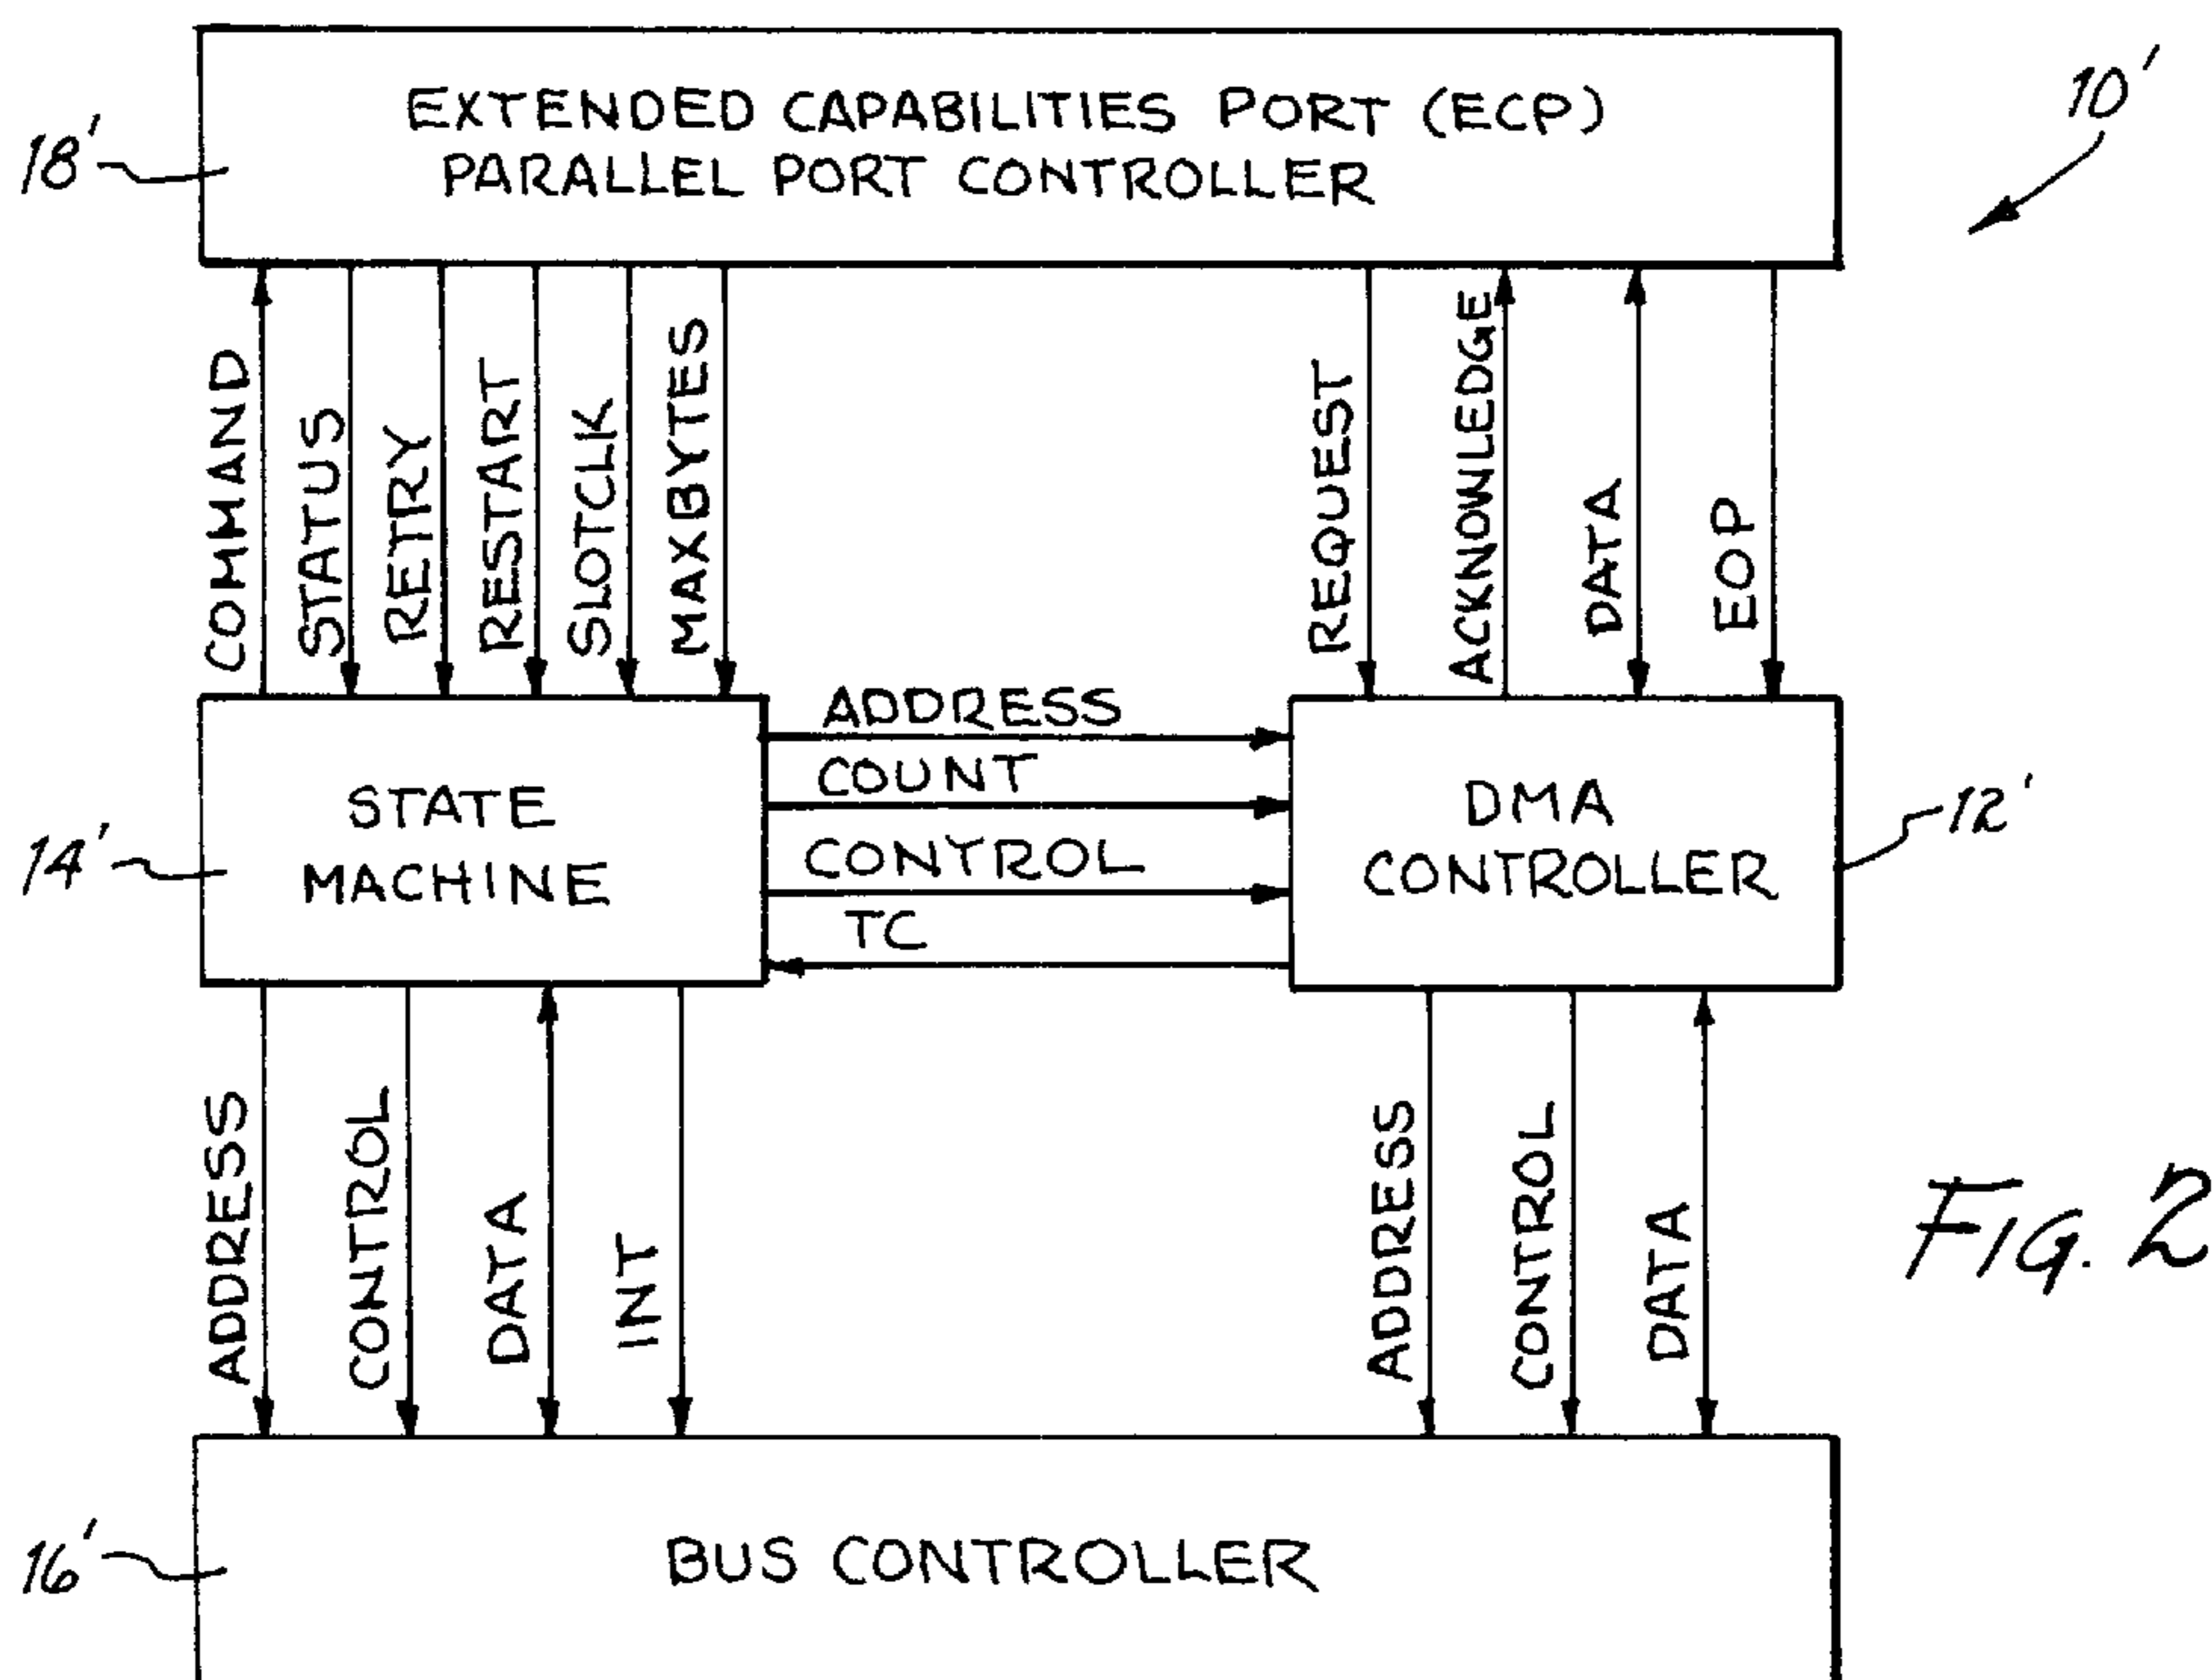 EXTENDED CAPABILITIES PORT (ECP)
PARALLEL PORT CONTROLLER
10'
18'
COMMAND
STATUS
RETRY
RESTART
SLOTCLK
MAXBYTES
REQUEST
ACKNOWLEDGE
DATA
EOP
ADDRESS
COUNT
CONTROL
TC
STATE
MACHINE
14'
DMA
CONTROLLER
12'
ADDRESS
CONTROL
DATA
INT
ADDRESS
CONTROL
DATA
FIG. 2
BUS CONTROLLER
16'